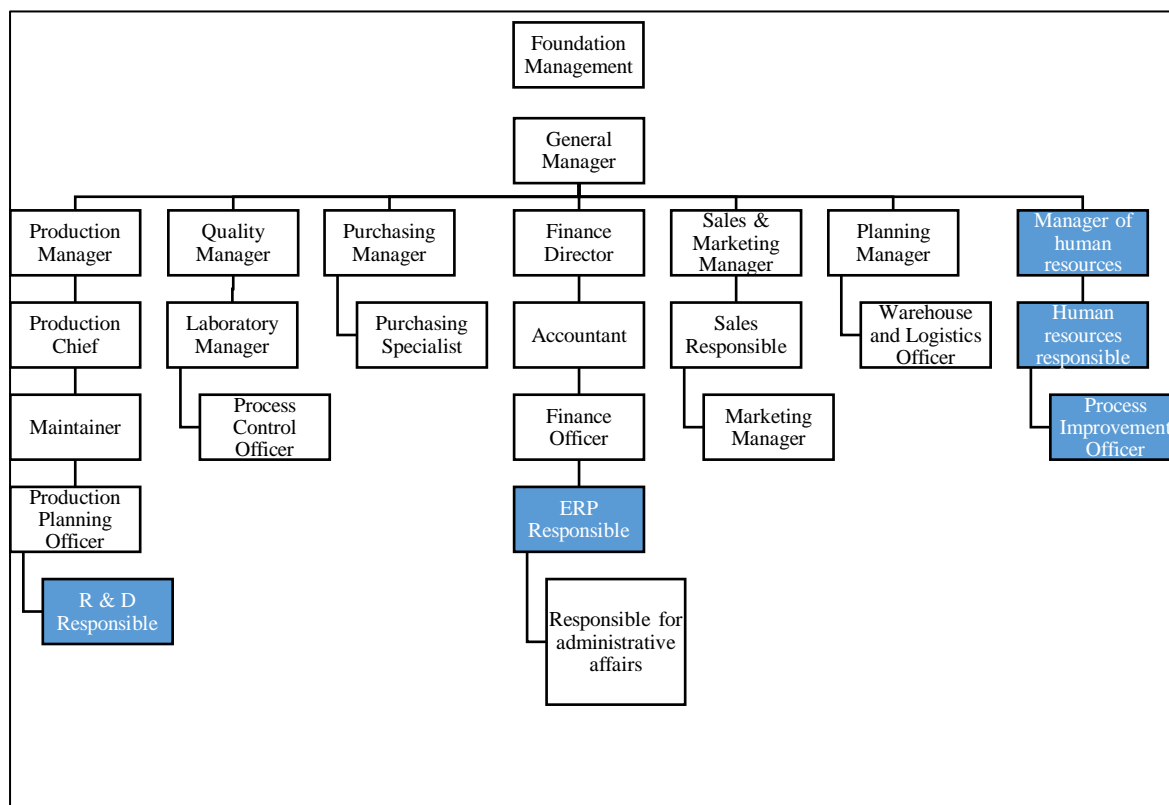 Foundation
Management
General
Manager
Production
Manager
Quality
Manager
Purchasing
Manager
Finance
Director
Sales &
Marketing
Manager
Planning
Manager
Manager of
human
resources
Production
Chief
Laboratory
Manager
Purchasing
Specialist
Accountant
Sales
Responsible
Warehouse
and Logistics
Officer
Human
resources
responsible
Maintainer
Process
Control
Officer
Finance
Officer
Marketing
Manager
Process
Improvement
Officer
Production
Planning
Officer
ERP
Responsible
R & D
Responsible
Responsible for
administrative
affairs